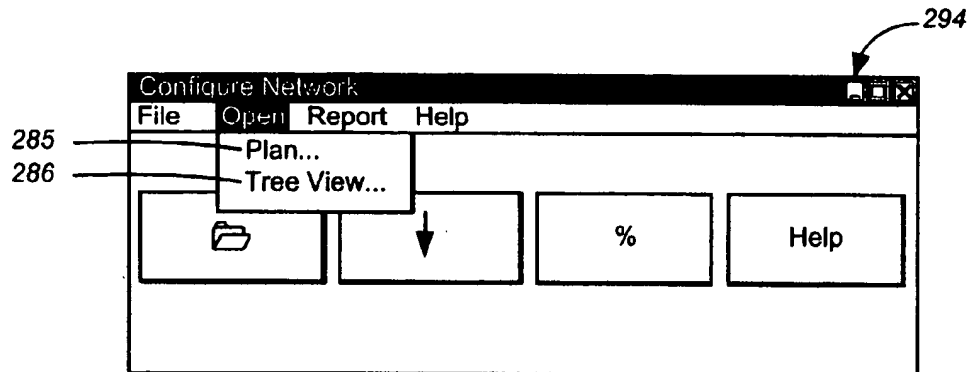 294
Configure Network
File Open Report Help
285 Plan...
286 Tree View...
% Help